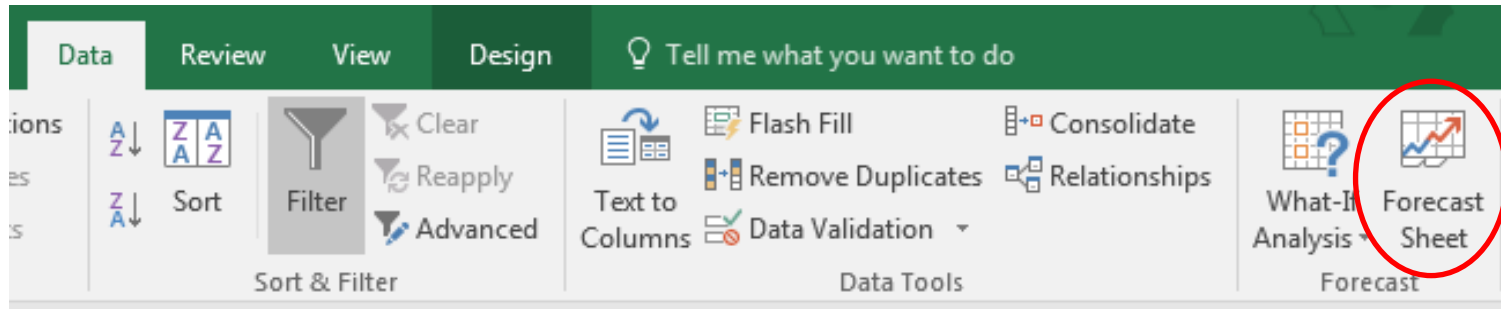 Data Review View Design Tell me what you want to do
Clear
Reapply
Advanced
Sort
Filter
Sort & Filter
Text to
Columns
Flash Fill
Remove Duplicates
Data Validation
Consolidate
Relationships
Data Tools
What-If
Analysis
Forecast
Sheet
Forecast